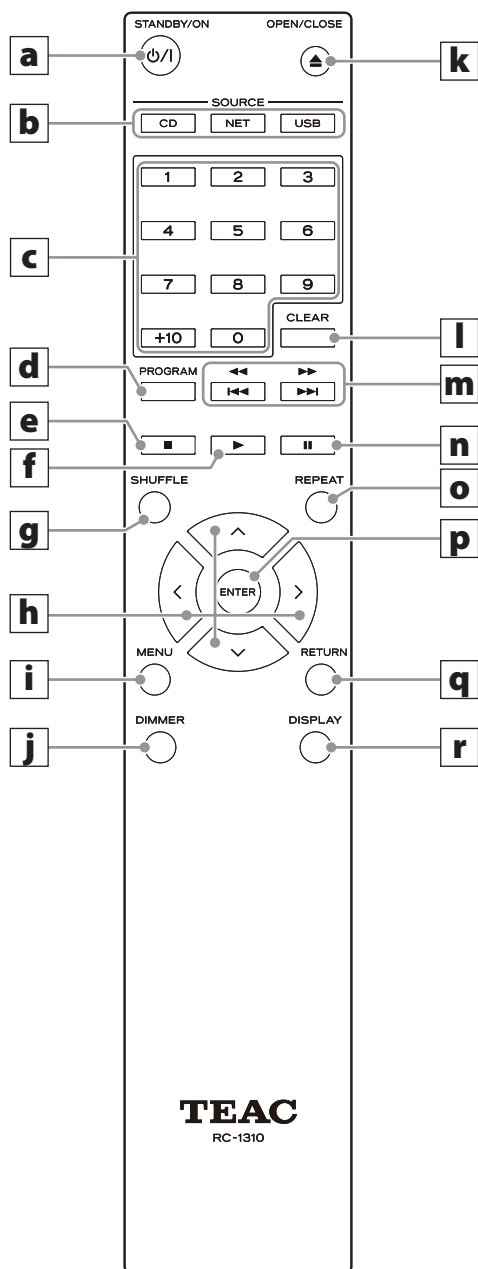 STANDBY/ON OPEN/CLOSE
a k
SOURCE
b CD NET USB
1 2 3
c 4 5 6
7 8 9
CLEAR
+10 0 l
d PROGRAM m
e n
f
SHUFFLE REPEAT o
g p
h ENTER
MENU RETURN
i q
DIMMER DISPLAY
j r
TEAC
RC-1310